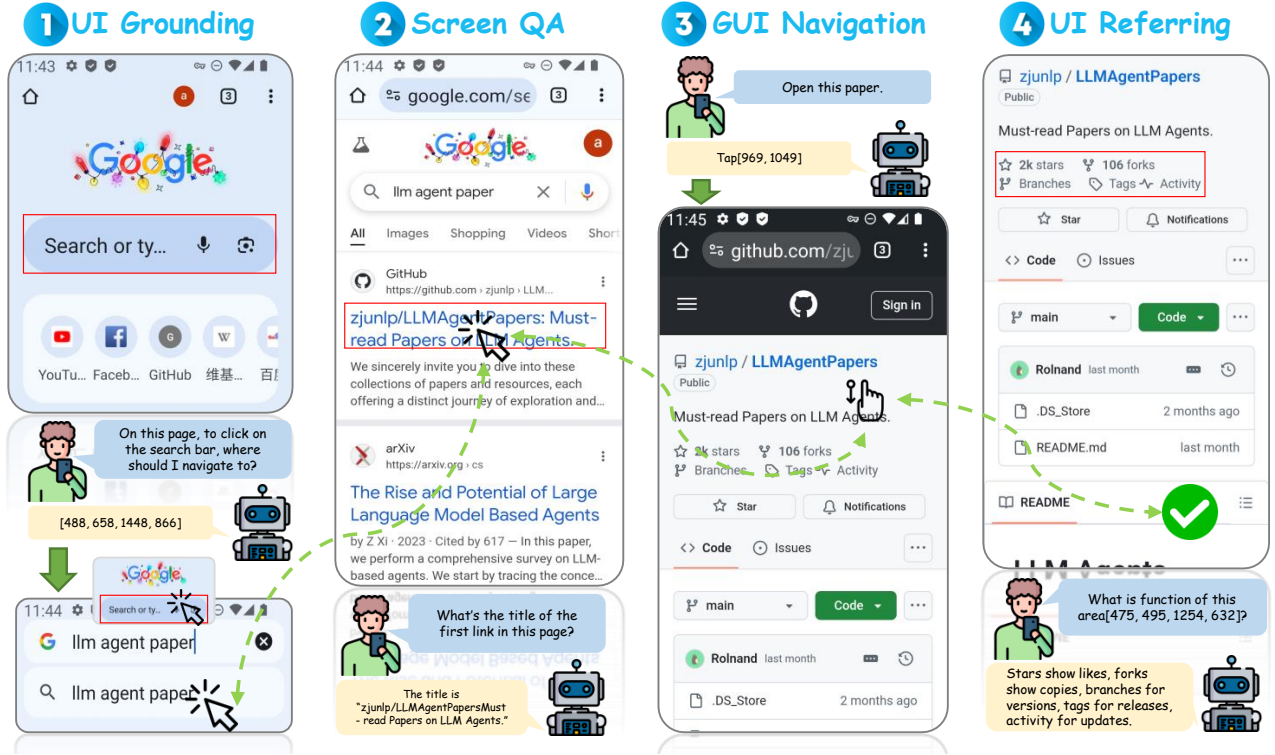 1 UI Grounding
11:43
a
3
Google
Search or ty...
G
W
YouTu... Faceb... GitHub 维基...
On this page, to click on
the search bar, where
should I navigate to?
[488, 658, 1448, 866]
Google
Search or ty..
11:44
G llm agent paper
llm agent paper
2 Screen QA
11:44
google.com/se 3
Google
a
llm agent paper
All Images Shopping Videos Short
GitHub
https://github.com › zjunlp › LLM...
zjunlp/LLMAgentPapers: Must-
read Papers on LLM Agents.
We sincerely invite you to dive into these
collections of papers and resources, each
offering a distinct journey of exploration and...
arXiv
https://arxiv.org › cs
The Rise and Potential of Large
Language Model Based Agents
by Z Xi · 2023 · Cited by 617 — In this paper,
we perform a comprehensive survey on LLM-
based agents. We start by tracing the conce...
What's the title of the
first link in this page?
The title is
"zjunlp/LLMAgentPapersMust
- read Papers on LLM Agents."
3 GUI Navigation
Open this paper.
Tap[969, 1049]
11:45
github.com/zju 3
Sign in
zjunlp / LLMAgentPapers
Public
Must-read Papers on LLM Agents.
2k stars 106 forks
Branches Tags Activity
Star Notifications
<> Code Issues ...
main Code ...
Rolnand last month
.DS_Store 2 months ago
4 UI Referring
zjunlp / LLMAgentPapers
Public
Must-read Papers on LLM Agents.
2k stars 106 forks
Branches Tags Activity
Star Notifications
<> Code Issues ...
main Code ...
Rolnand last month
.DS_Store 2 months ago
README.md last month
README
LLM Agents
What is function of this
area[475, 495, 1254, 632]?
Stars show likes, forks
show copies, branches for
versions, tags for releases,
activity for updates.